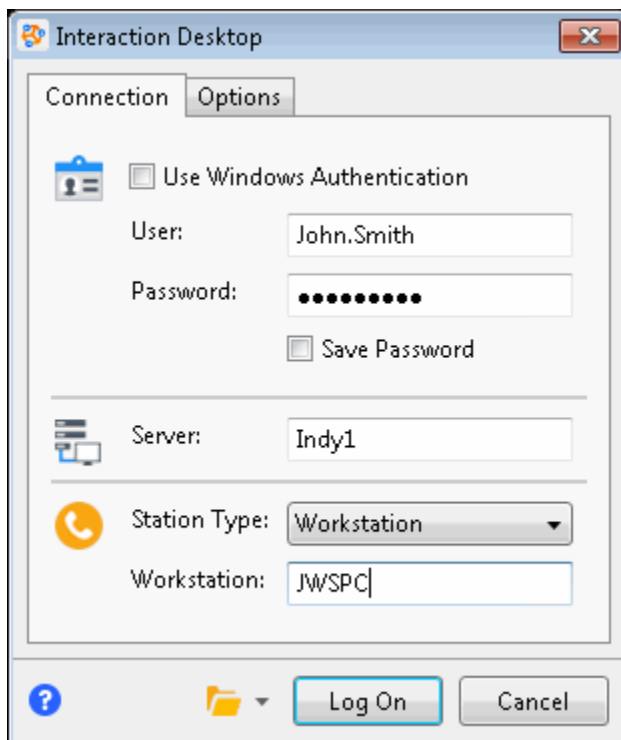 Interaction Desktop
Connection Options
Use Windows Authentication
User: John.Smith
Password: •••••••••
Save Password
Server: Indy1
Station Type: Workstation
Workstation: JWSPC
? Log On Cancel